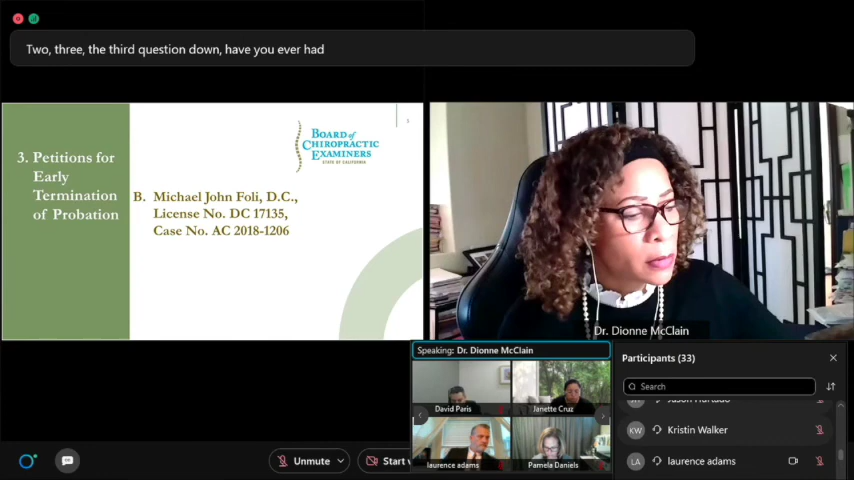 Two, three, the third question down, have you ever had
BOARD of
CHIROPRACTIC
EXAMINERS
STATE OF CALIFORNIA
3. Petitions for
Early
Termination
of Probation
B. Michael John Foli, D.C.,
License No. DC 17135,
Case No. AC 2018-1206
Dr. Dionne McClain
Speaking: Dr. Dionne McClain
David Paris
Janette Cruz
laurence adams
Pamela Daniels
Participants (33)
Search
KW
Kristin Walker
LA
laurence adams
Unmute
Start